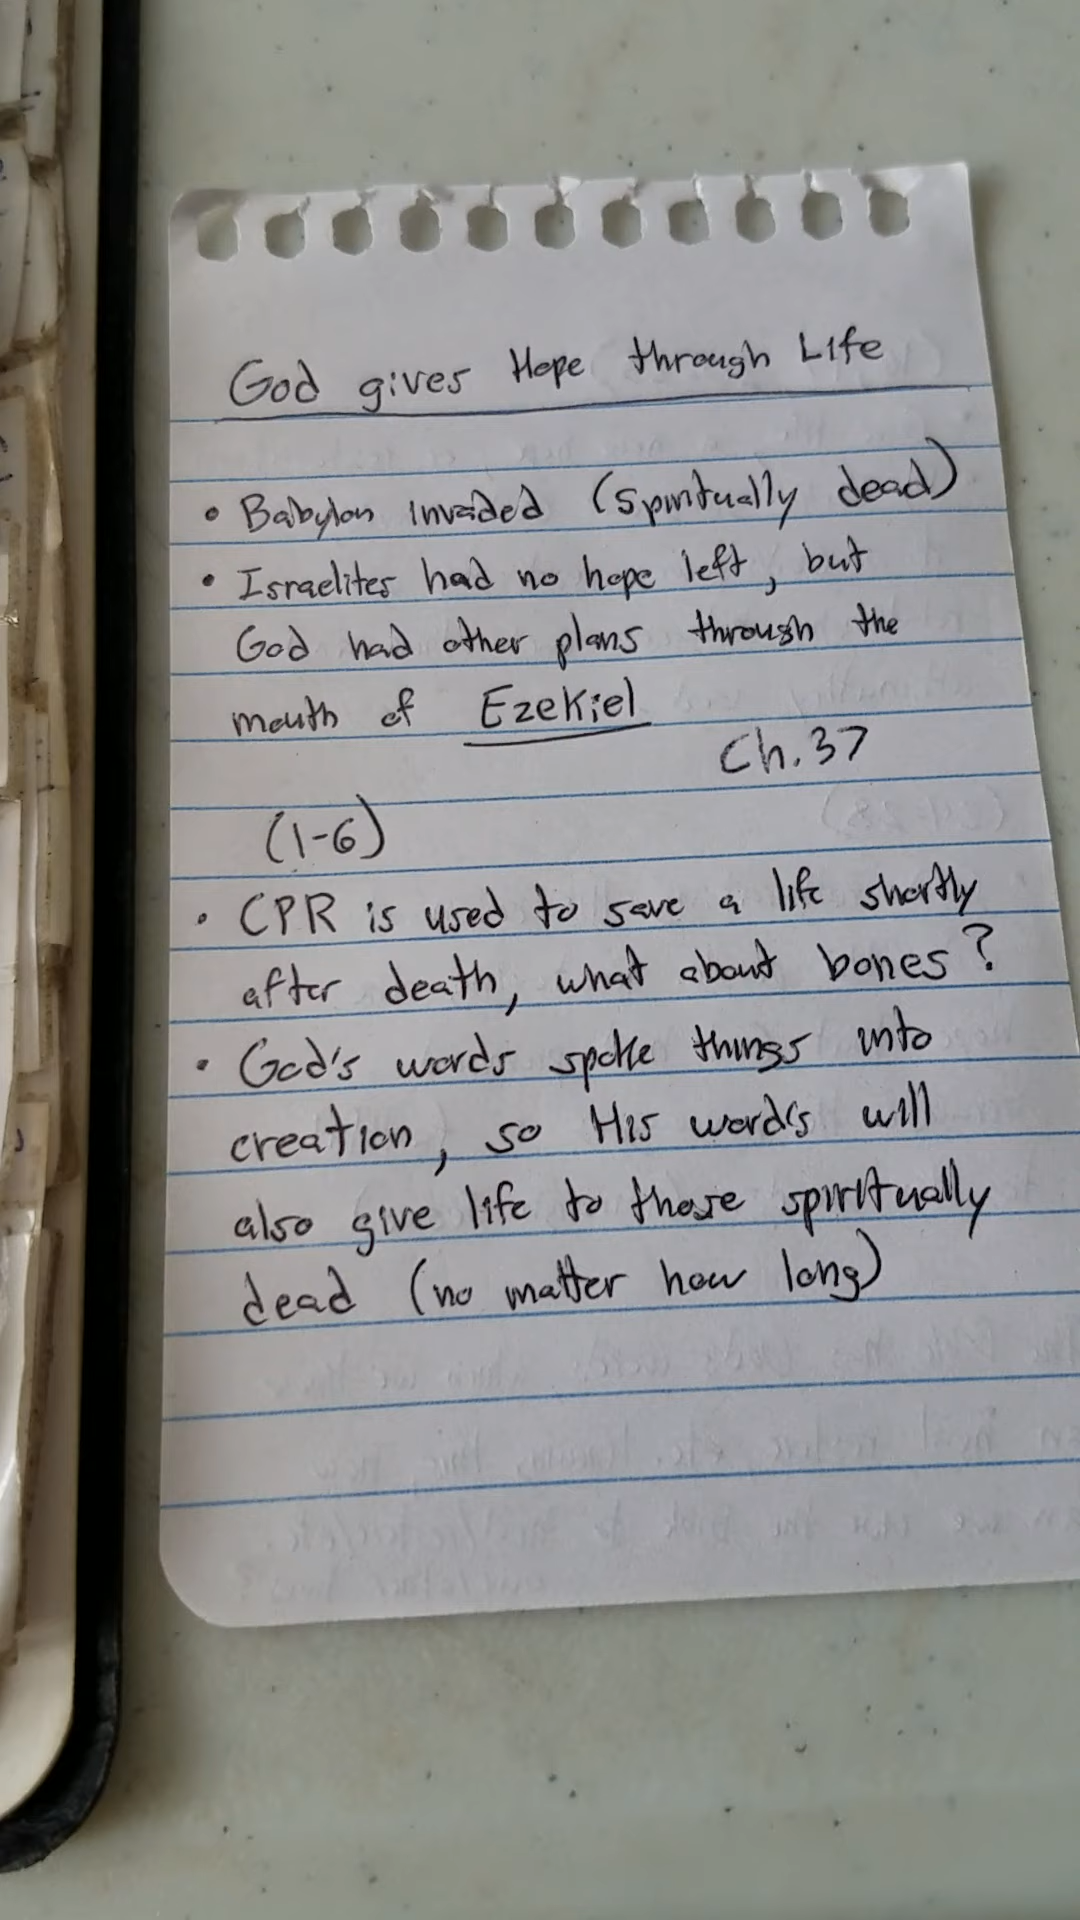 God gives Hope through Life
• Babylon invaded (Spiritually dead)
• Israelites had no hope left, but
God had other plans through the
mouth of Ezekiel
Ch. 37
(1-6)
• CPR is used to save a life shortly
after death, what about bones?
• God's words spoke things into
creation, so His words will
also give life to those spiritually
dead (no matter how long)